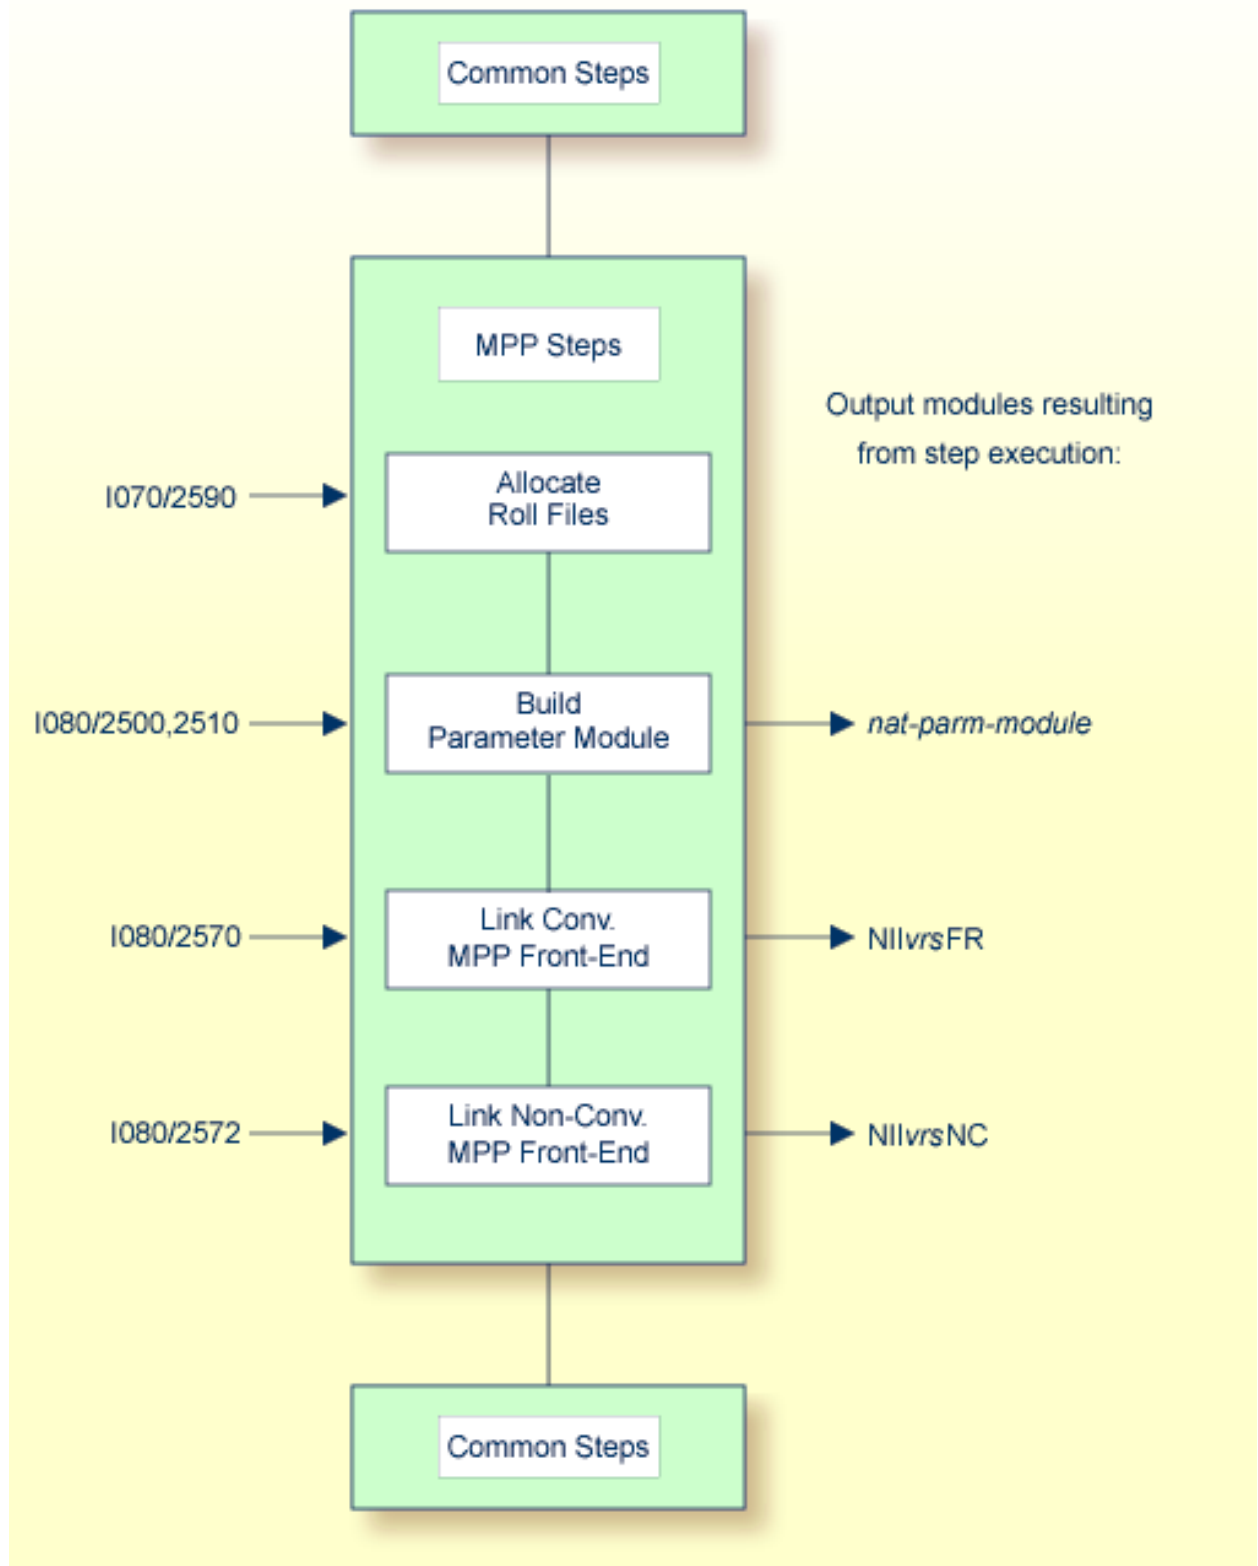 Common Steps
MPP Steps
Output modules resulting
from step execution:
I070/2590
Allocate
Roll Files
I080/2500,2510
Build
Parameter Module
nat-parm-module
I080/2570
Link Conv.
MPP Front-End
NIIvrsFR
I080/2572
Link Non-Conv.
MPP Front-End
NIIvrsNC
Common Steps